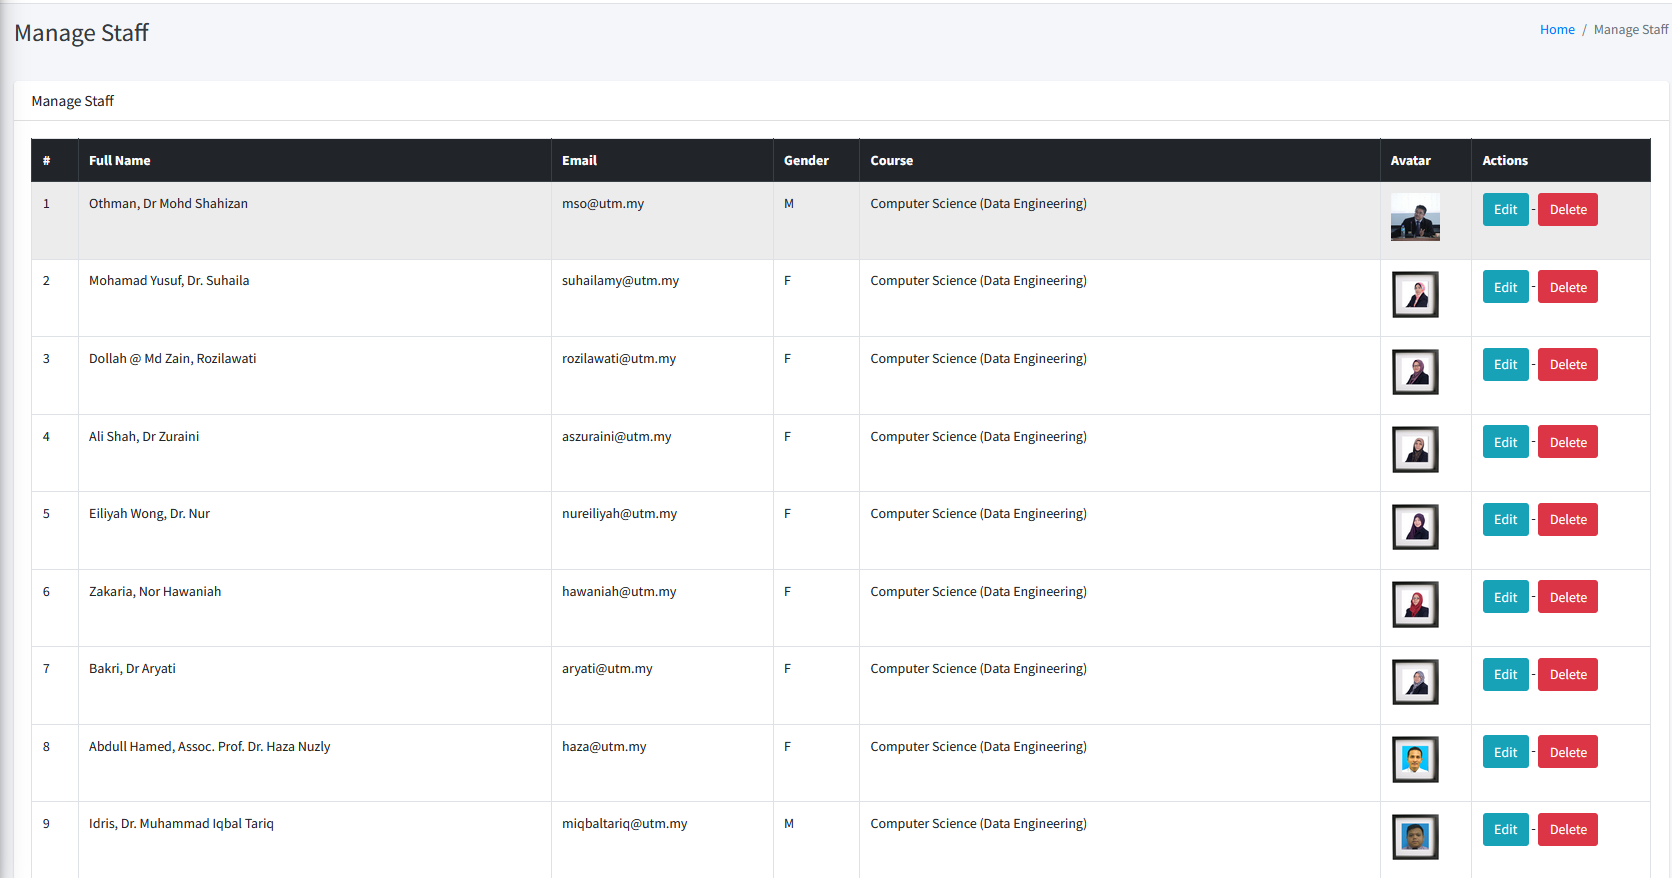 Manage Staff
Home / Manage Staff
Manage Staff
# Full Name Email Gender Course Avatar Actions
1 Othman, Dr Mohd Shahizan mso@utm.my M Computer Science (Data Engineering) Edit - Delete
2 Mohamad Yusuf, Dr. Suhaila suhailamy@utm.my F Computer Science (Data Engineering) Edit - Delete
3 Dollah @ Md Zain, Rozilawati rozilawati@utm.my F Computer Science (Data Engineering) Edit - Delete
4 Ali Shah, Dr Zuraini aszuraini@utm.my F Computer Science (Data Engineering) Edit - Delete
5 Eiliyah Wong, Dr. Nur nureiliyah@utm.my F Computer Science (Data Engineering) Edit - Delete
6 Zakaria, Nor Hawaniah hawaniah@utm.my F Computer Science (Data Engineering) Edit - Delete
7 Bakri, Dr Aryati aryati@utm.my F Computer Science (Data Engineering) Edit - Delete
8 Abdull Hamed, Assoc. Prof. Dr. Haza Nuzly haza@utm.my F Computer Science (Data Engineering) Edit - Delete
9 Idris, Dr. Muhammad Iqbal Tariq miqbaltariq@utm.my M Computer Science (Data Engineering) Edit - Delete